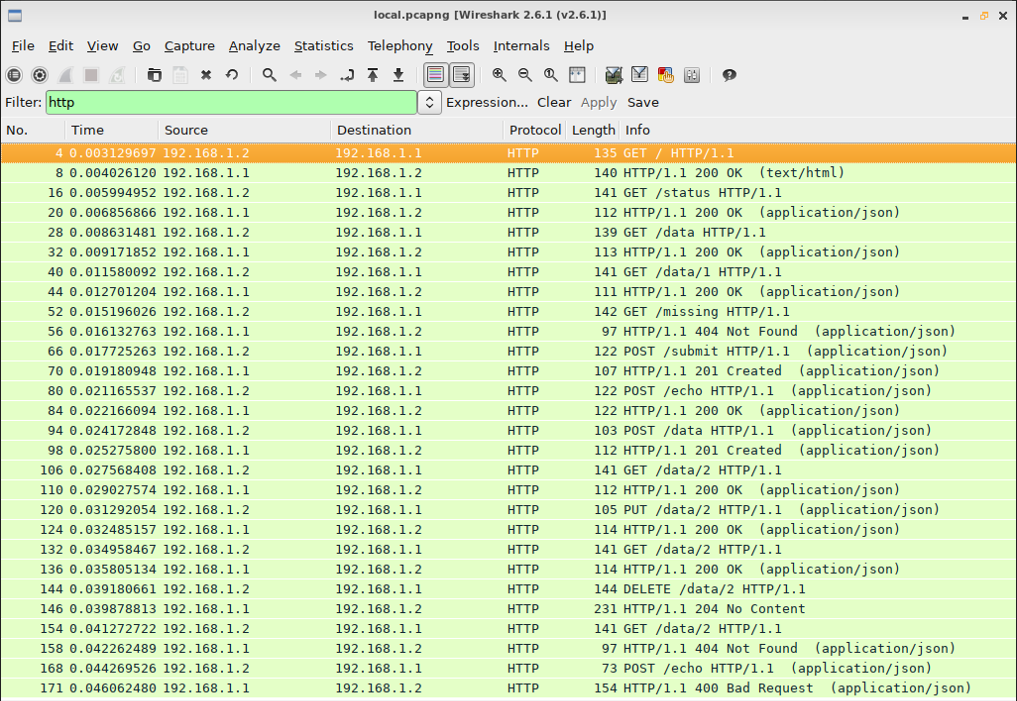 local.pcapng [Wireshark 2.6.1 (v2.6.1)]
File Edit View Go Capture Analyze Statistics Telephony Tools Internals Help
Filter: http Expression... Clear Apply Save
No. Time Source Destination Protocol Length Info
4 0.003129697 192.168.1.2 192.168.1.1 HTTP 135 GET / HTTP/1.1
8 0.004026120 192.168.1.1 192.168.1.2 HTTP 140 HTTP/1.1 200 OK (text/html)
16 0.005994952 192.168.1.2 192.168.1.1 HTTP 141 GET /status HTTP/1.1
20 0.006856866 192.168.1.1 192.168.1.2 HTTP 112 HTTP/1.1 200 OK (application/json)
28 0.008631481 192.168.1.2 192.168.1.1 HTTP 139 GET /data HTTP/1.1
32 0.009171852 192.168.1.1 192.168.1.2 HTTP 113 HTTP/1.1 200 OK (application/json)
40 0.011580092 192.168.1.2 192.168.1.1 HTTP 141 GET /data/1 HTTP/1.1
44 0.012701204 192.168.1.1 192.168.1.2 HTTP 111 HTTP/1.1 200 OK (application/json)
52 0.015196026 192.168.1.2 192.168.1.1 HTTP 142 GET /missing HTTP/1.1
56 0.016132763 192.168.1.1 192.168.1.2 HTTP 97 HTTP/1.1 404 Not Found (application/json)
66 0.017725263 192.168.1.2 192.168.1.1 HTTP 122 POST /submit HTTP/1.1 (application/json)
70 0.019180948 192.168.1.1 192.168.1.2 HTTP 107 HTTP/1.1 201 Created (application/json)
80 0.021165537 192.168.1.2 192.168.1.1 HTTP 122 POST /echo HTTP/1.1 (application/json)
84 0.022166094 192.168.1.1 192.168.1.2 HTTP 122 HTTP/1.1 200 OK (application/json)
94 0.024172848 192.168.1.2 192.168.1.1 HTTP 103 POST /data HTTP/1.1 (application/json)
98 0.025275800 192.168.1.1 192.168.1.2 HTTP 112 HTTP/1.1 201 Created (application/json)
106 0.027568408 192.168.1.2 192.168.1.1 HTTP 141 GET /data/2 HTTP/1.1
110 0.029027574 192.168.1.1 192.168.1.2 HTTP 112 HTTP/1.1 200 OK (application/json)
120 0.031292054 192.168.1.2 192.168.1.1 HTTP 105 PUT /data/2 HTTP/1.1 (application/json)
124 0.032485157 192.168.1.1 192.168.1.2 HTTP 114 HTTP/1.1 200 OK (application/json)
132 0.034958467 192.168.1.2 192.168.1.1 HTTP 141 GET /data/2 HTTP/1.1
136 0.035805134 192.168.1.1 192.168.1.2 HTTP 114 HTTP/1.1 200 OK (application/json)
144 0.039180661 192.168.1.2 192.168.1.1 HTTP 144 DELETE /data/2 HTTP/1.1
146 0.039878813 192.168.1.1 192.168.1.2 HTTP 231 HTTP/1.1 204 No Content
154 0.041272722 192.168.1.2 192.168.1.1 HTTP 141 GET /data/2 HTTP/1.1
158 0.042262489 192.168.1.1 192.168.1.2 HTTP 97 HTTP/1.1 404 Not Found (application/json)
168 0.044269526 192.168.1.2 192.168.1.1 HTTP 73 POST /echo HTTP/1.1 (application/json)
171 0.046062480 192.168.1.1 192.168.1.2 HTTP 154 HTTP/1.1 400 Bad Request (application/json)